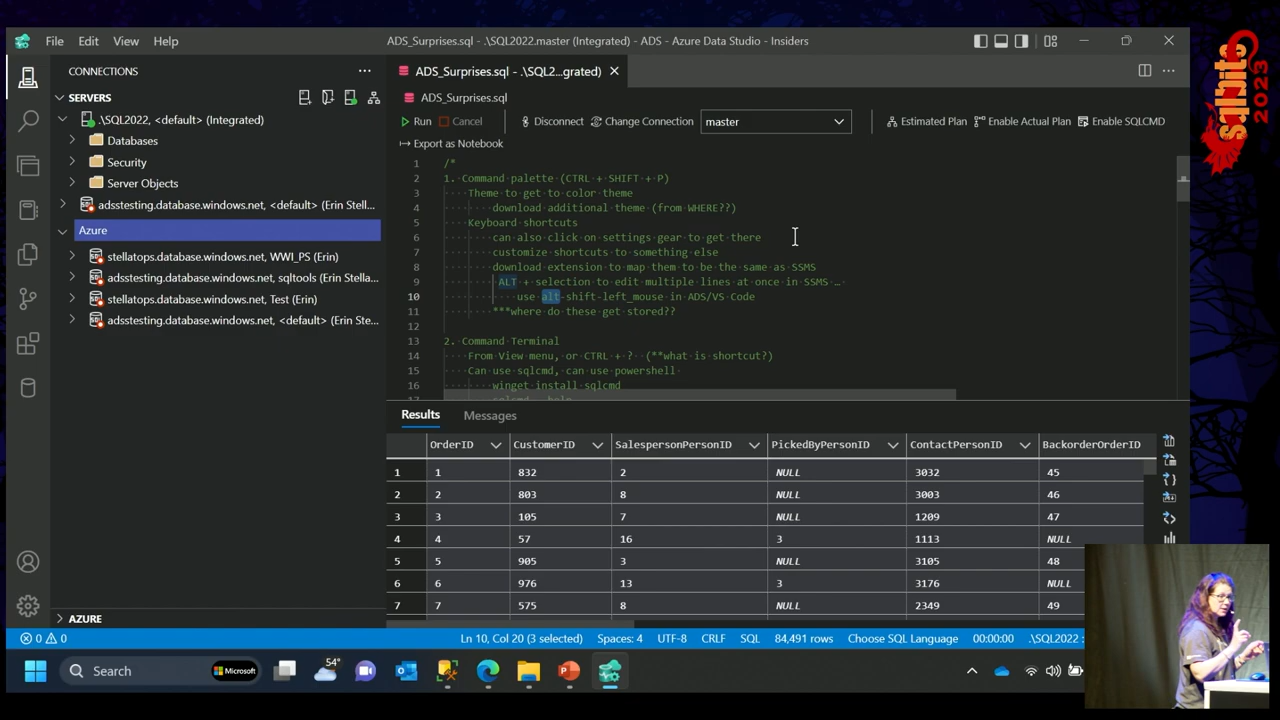 File Edit View Help
ADS_Surprises.sql - .\SQL2022.master (Integrated) - ADS - Azure Data Studio - Insiders
sqlbits 2023
CONNECTIONS
SERVERS
.\SQL2022, <default> (Integrated)
Databases
Security
Server Objects
adsstesting.database.windows.net, <default> (Erin Stell...
Azure
stellatops.database.windows.net, WWI_PS (Erin)
adsstesting.database.windows.net, sqltools (Erin Stell...
stellatops.database.windows.net, Test (Erin)
adsstesting.database.windows.net, <default> (Erin Ste...
AZURE
ADS_Surprises.sql - .\SQL2...grated)
ADS_Surprises.sql
Run Cancel Disconnect Change Connection master Estimated Plan Enable Actual Plan Enable SQLCMD
Export as Notebook
1 /*
2 1. Command palette (CTRL + SHIFT + P)
3 Theme to get to color theme
4 download additional theme (from WHERE??)
5 Keyboard shortcuts
6 can also click on settings gear to get there
7 customize shortcuts to something else
8 download extension to map them to be the same as SSMS
9 ALT + selection to edit multiple lines at once in SSMS …
10 use alt-shift-left_mouse in ADS/VS Code
11 ***where do these get stored??
12
13 2. Command Terminal
14 From View menu, or CTRL + ? (**what is shortcut?)
15 Can use sqlcmd, can use powershell
16 winget install sqlcmd
Results Messages
OrderID CustomerID SalespersonPersonID PickedByPersonID ContactPersonID BackorderOrderID
1 1 832 2 NULL 3032 45
2 2 803 8 NULL 3003 46
3 3 105 7 NULL 1209 47
4 4 57 16 3 1113 NULL
5 5 905 3 NULL 3105 48
6 6 976 13 3 3176 NULL
7 7 575 8 NULL 2349 49
0 0 Ln 10, Col 20 (3 selected) Spaces: 4 UTF-8 CRLF SQL 84,491 rows Choose SQL Language 00:00:00 .\SQL2022 :
Search Microsoft 54°